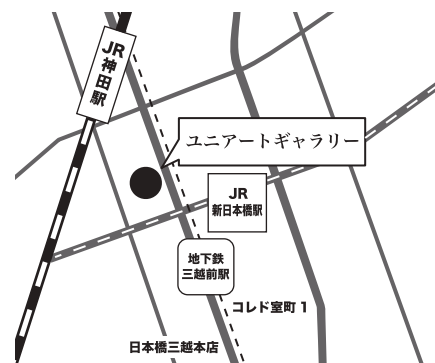 JR
神田駅
ユニアートギャラリー
JR
新日本橋駅
地下鉄
三越前駅
コレド室町 1
日本橋三越本店